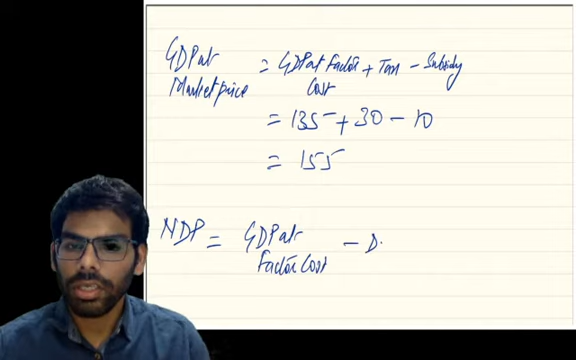 GDP at = GDP at Factor + Tax - Subsidy
Market price Cost
= 135 + 30 - 10
= 155
NDP = GDP at - D.
Factor Cost